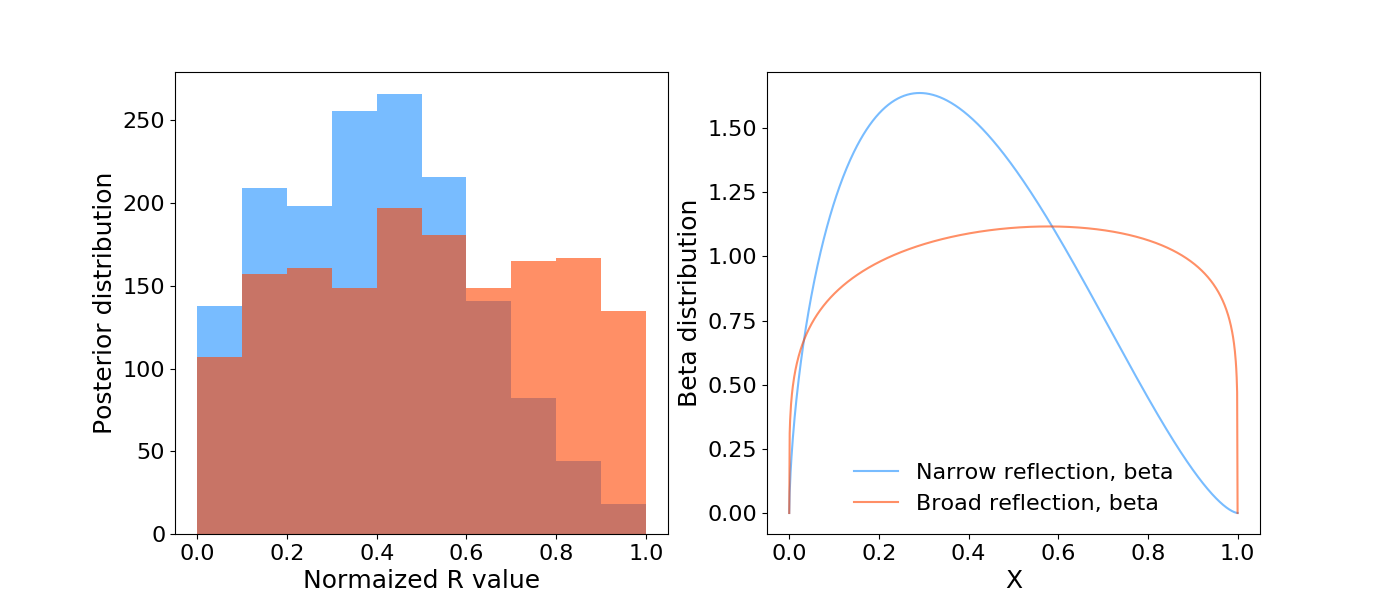 Posterior distribution
250
200
150
100
50
0
0.0 0.2 0.4 0.6 0.8 1.0
Normaized R value
Beta distribution
1.50
1.25
1.00
0.75
0.50
0.25
0.00
Narrow reflection, beta
Broad reflection, beta
0.0 0.2 0.4 0.6 0.8 1.0
X